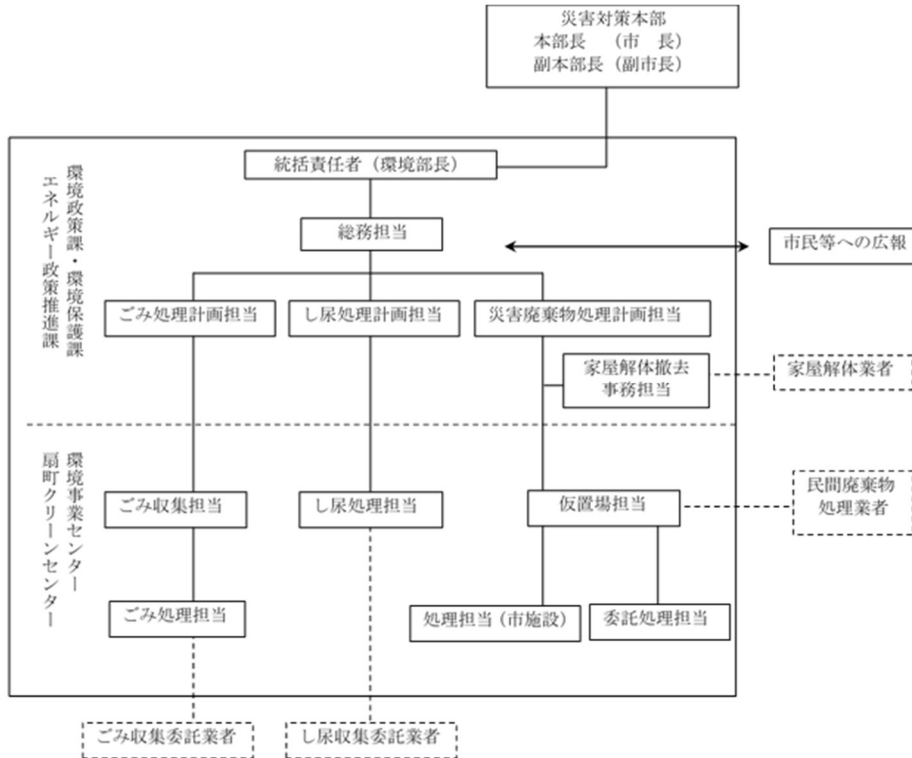 災害対策本部
本部長 （市 長）
副本部長（副市長）
統括責任者（環境部長）
総務担当
市民等への広報
環境政策課・環境保護課
エネルギー政策推進課
ごみ処理計画担当
し尿処理計画担当
災害廃棄物処理計画担当
家屋解体撤去
事務担当
家屋解体業者
環境事業センター
扇町クリーンセンター
ごみ収集担当
し尿処理担当
仮置場担当
民間廃棄物
処理業者
ごみ処理担当
処理担当（市施設）
委託処理担当
ごみ収集委託業者
し尿収集委託業者